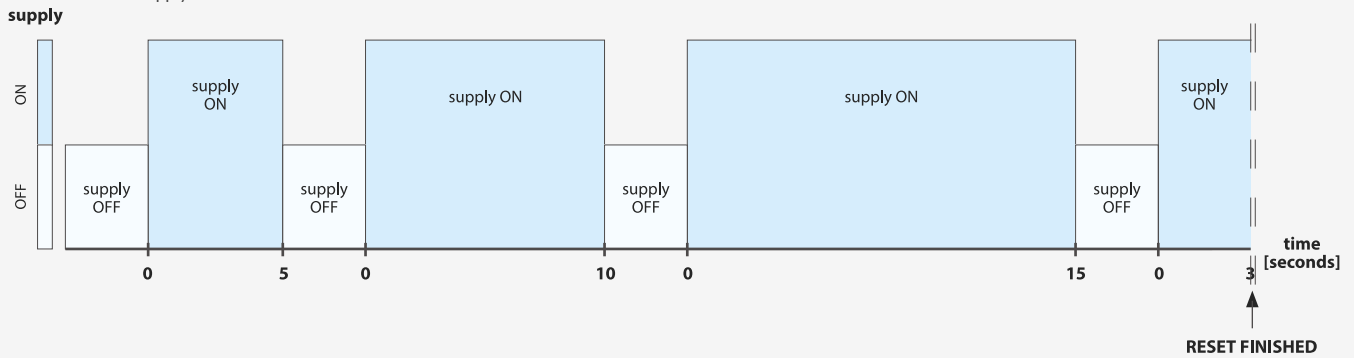 supply
ON
OFF
supply
OFF
supply
ON
supply
OFF
supply ON
supply
OFF
supply ON
supply
OFF
supply
ON
0
5
0
10
0
15
0
3
time
[seconds]
RESET FINISHED